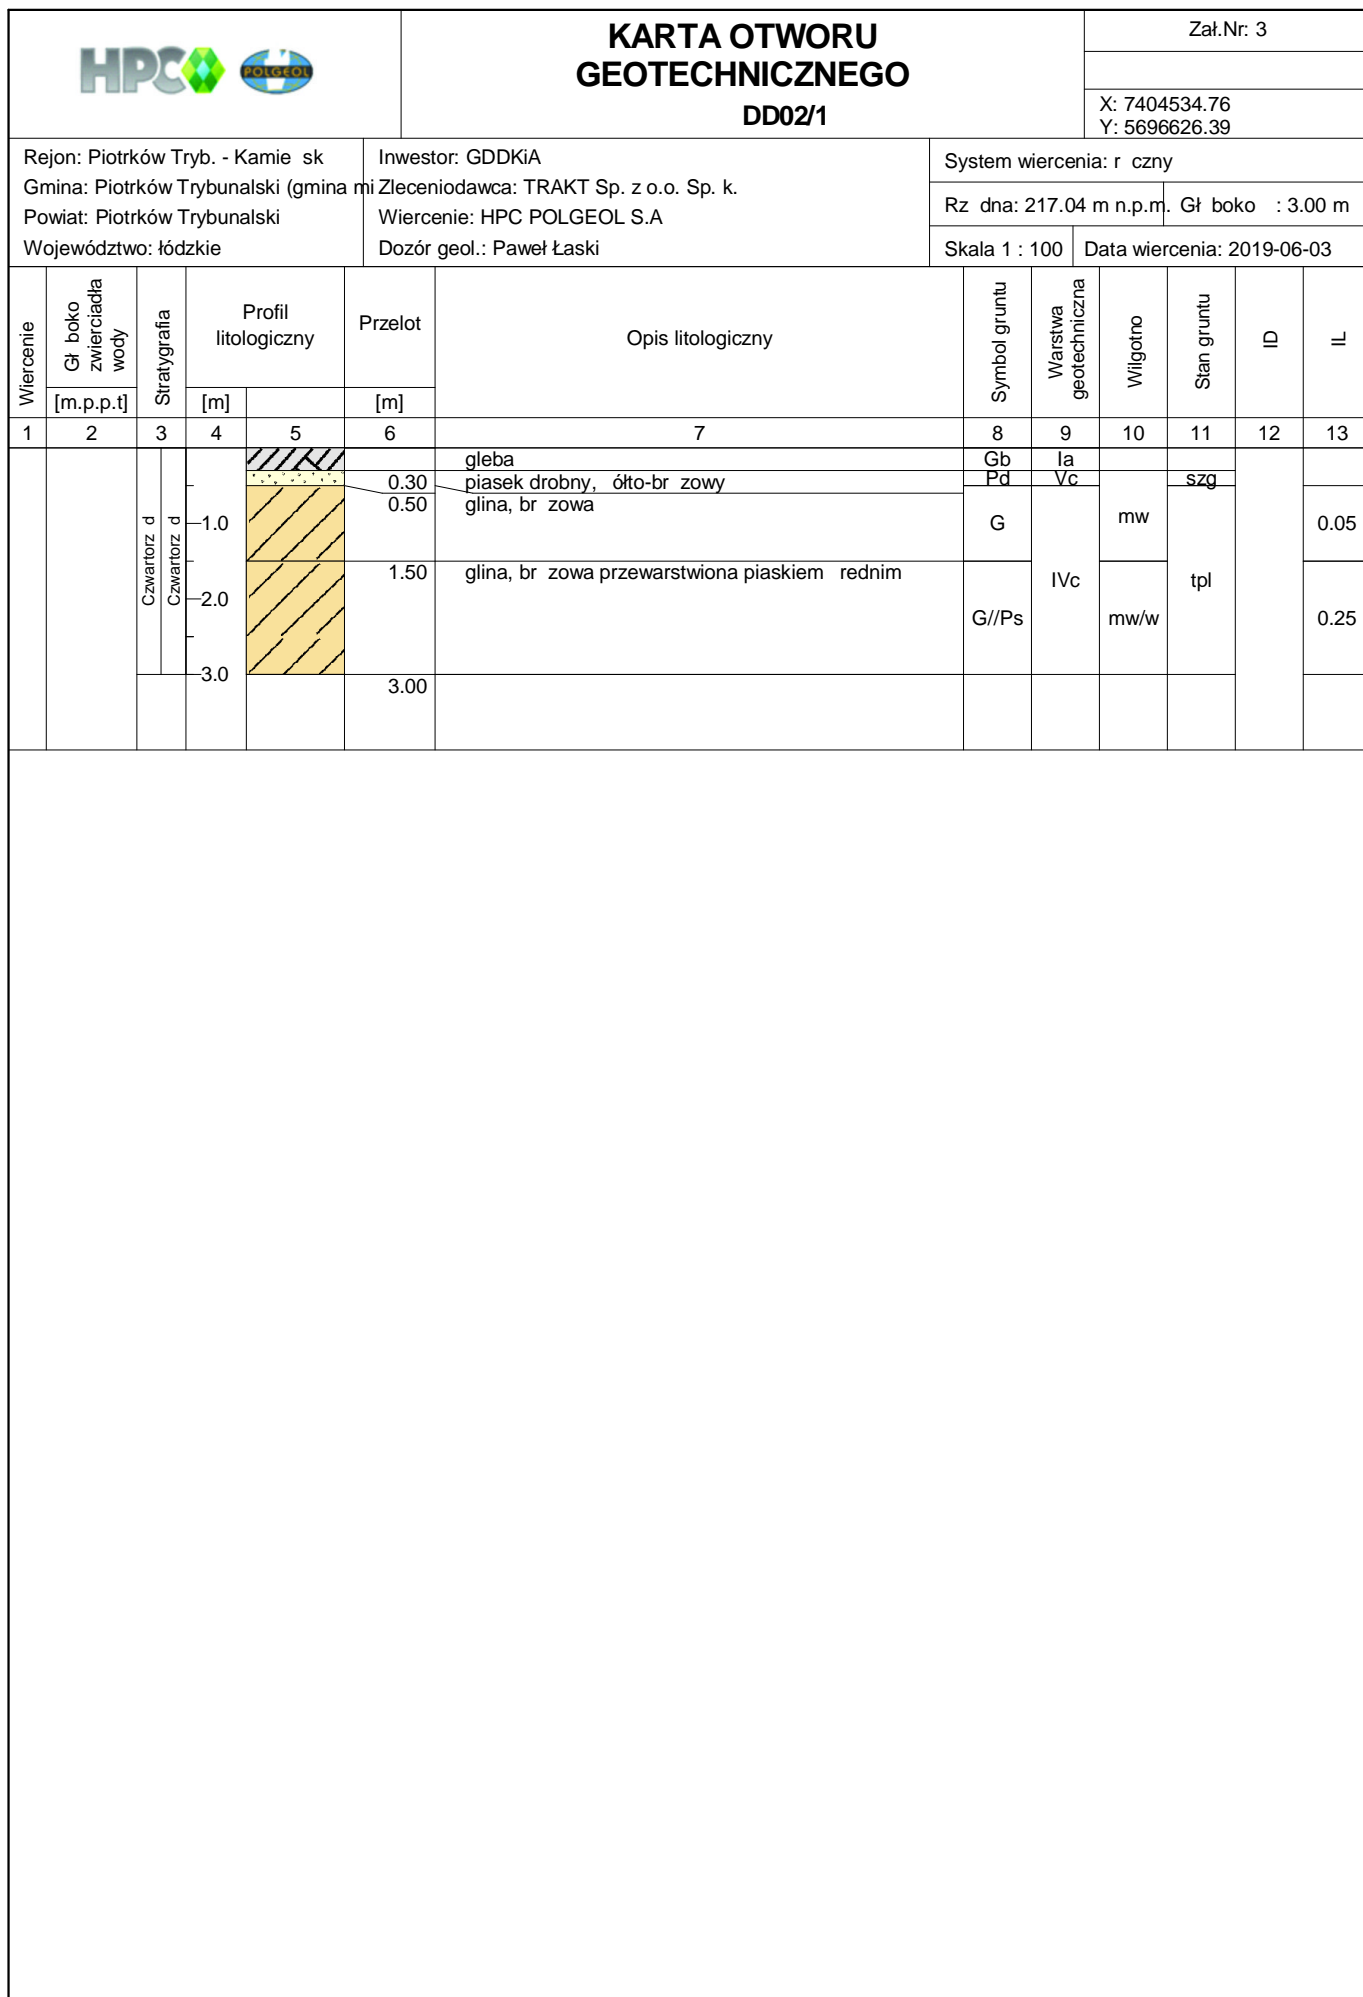 HPC POLGEOL
KARTA OTWORU
GEOTECHNICZNEGO
DD02/1
Zał.Nr: 3
X: 7404534.76
Y: 5696626.39
Rejon: Piotrków Tryb. - Kamie sk
Gmina: Piotrków Trybunalski (gmina mi
Powiat: Piotrków Trybunalski
Województwo: łódzkie
Inwestor: GDDKiA
Zleceniodawca: TRAKT Sp. z o.o. Sp. k.
Wiercenie: HPC POLGEOL S.A
Dozór geol.: Paweł Łaski
System wiercenia: r czny
Rz dna: 217.04 m n.p.m. Gł boko : 3.00 m
Skala 1 : 100 Data wiercenia: 2019-06-03
Wiercenie
Gł boko
zwierciadła
wody
[m.p.p.t]
Stratygrafia
Profil
litologiczny
[m]
Przelot
[m]
Opis litologiczny
Symbol gruntu
Warstwa
geotechniczna
Wilgotno
Stan gruntu
ID
IL
1 2 3 4 5 6 7 8 9 10 11 12 13
gleba Gb Ia
0.30 piasek drobny, ółto-br zowy Pd Vc szg
0.50 glina, br zowa
1.0 G mw 0.05
Czwartorz d
Czwartorz d
1.50 glina, br zowa przewarstwiona piaskiem rednim
IVc tpl
2.0 G//Ps mw/w 0.25
3.0
3.00